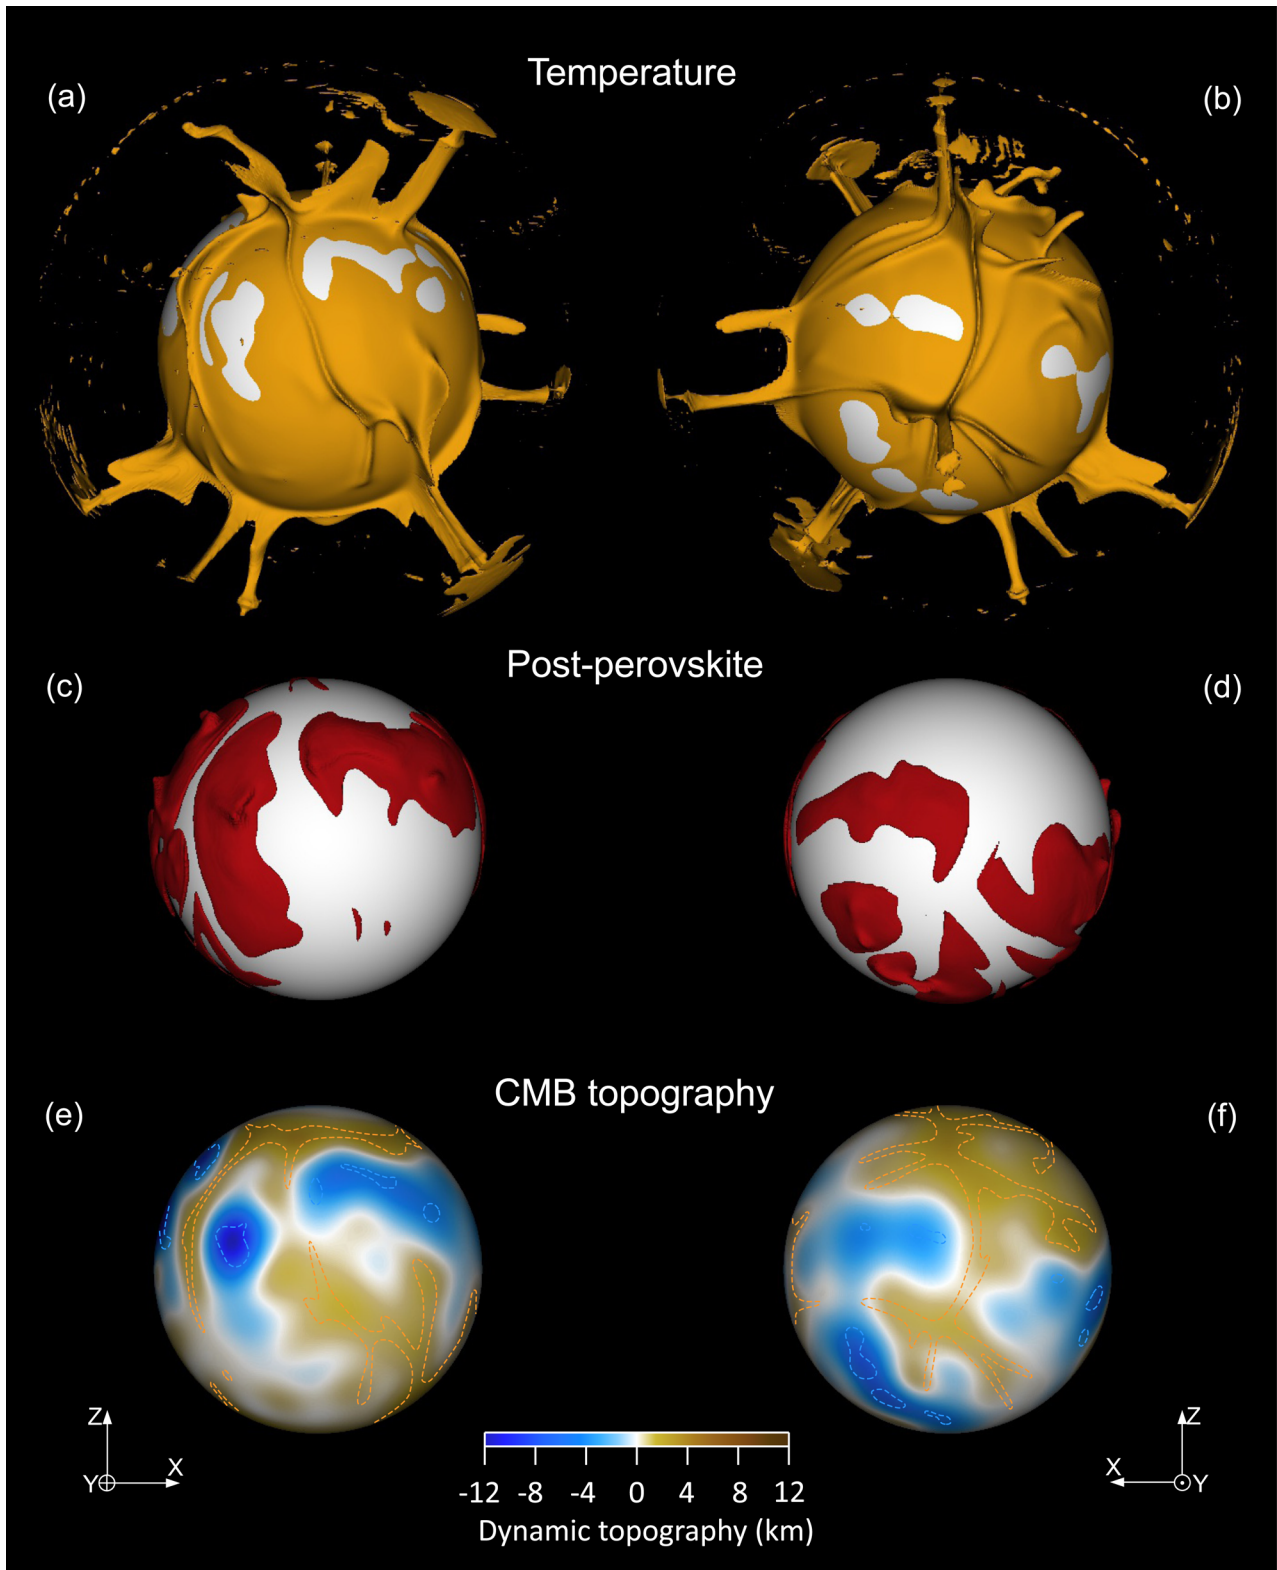 Temperature
(a)
(b)
Post-perovskite
(c)
(d)
CMB topography
(e)
(f)
Z
Y
X
Z
X
Y
-12 -8 -4 0 4 8 12
Dynamic topography (km)